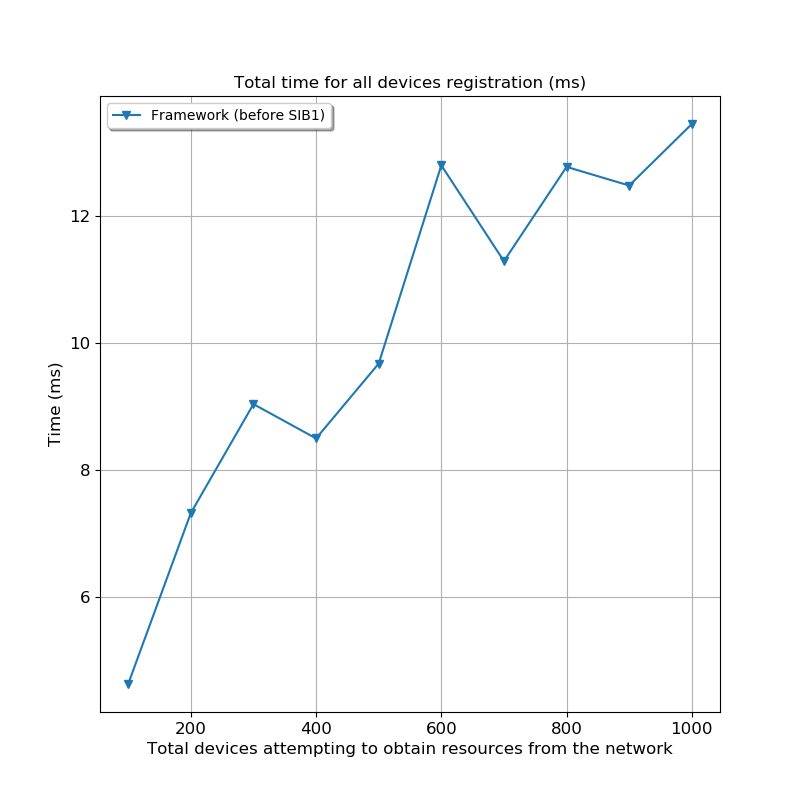 Total time for all devices registration (ms)
Framework (before SIB1)
12
10
8
6
Time (ms)
200 400 600 800 1000
Total devices attempting to obtain resources from the network